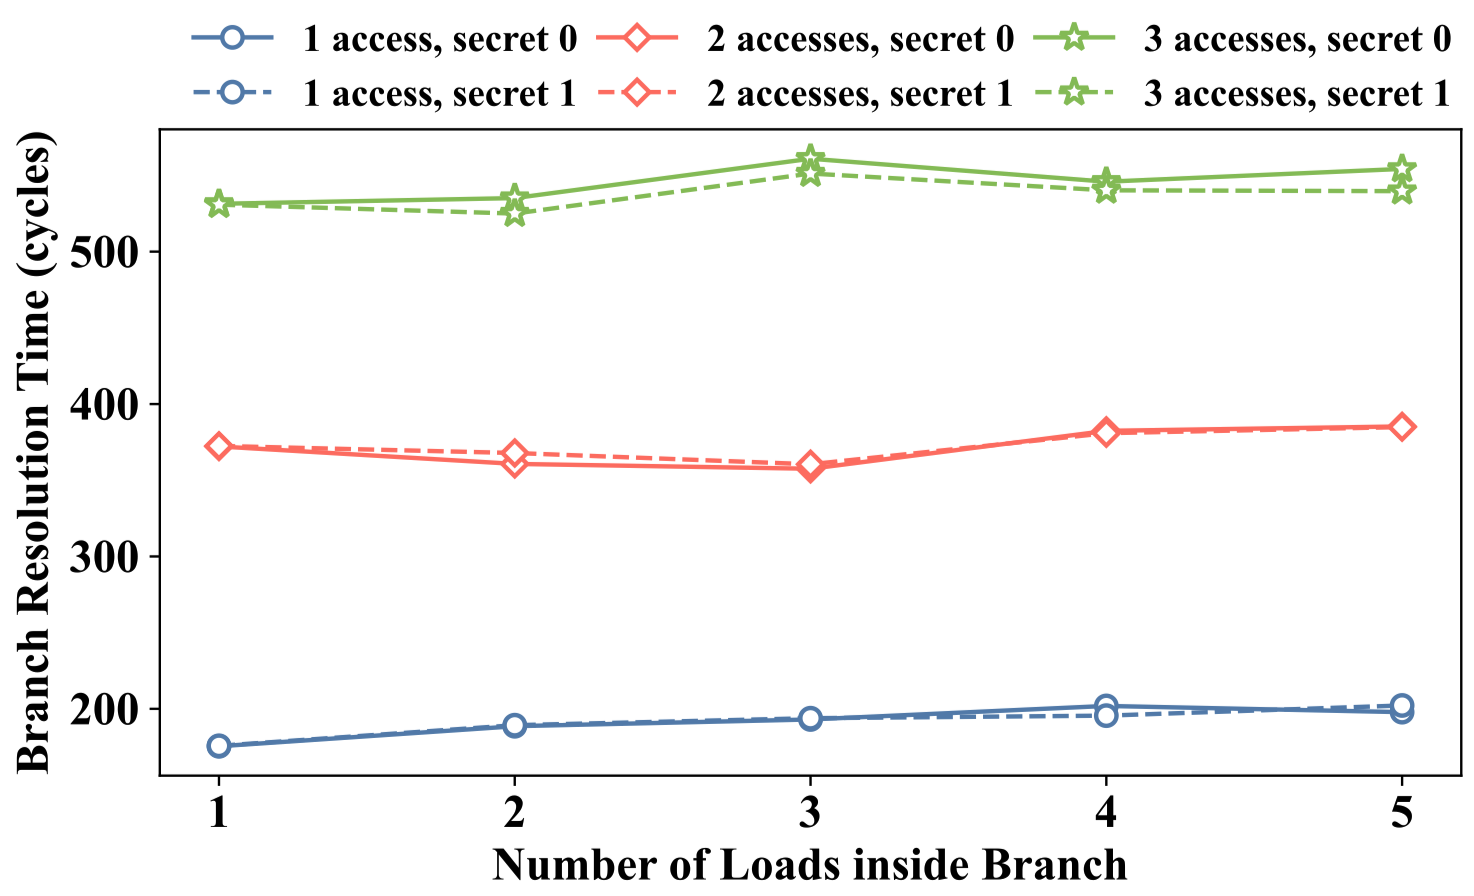 1 access, secret 0 2 accesses, secret 0 3 accesses, secret 0
1 access, secret 1 2 accesses, secret 1 3 accesses, secret 1
Branch Resolution Time (cycles)
500
400
300
200
1 2 3 4 5
Number of Loads inside Branch